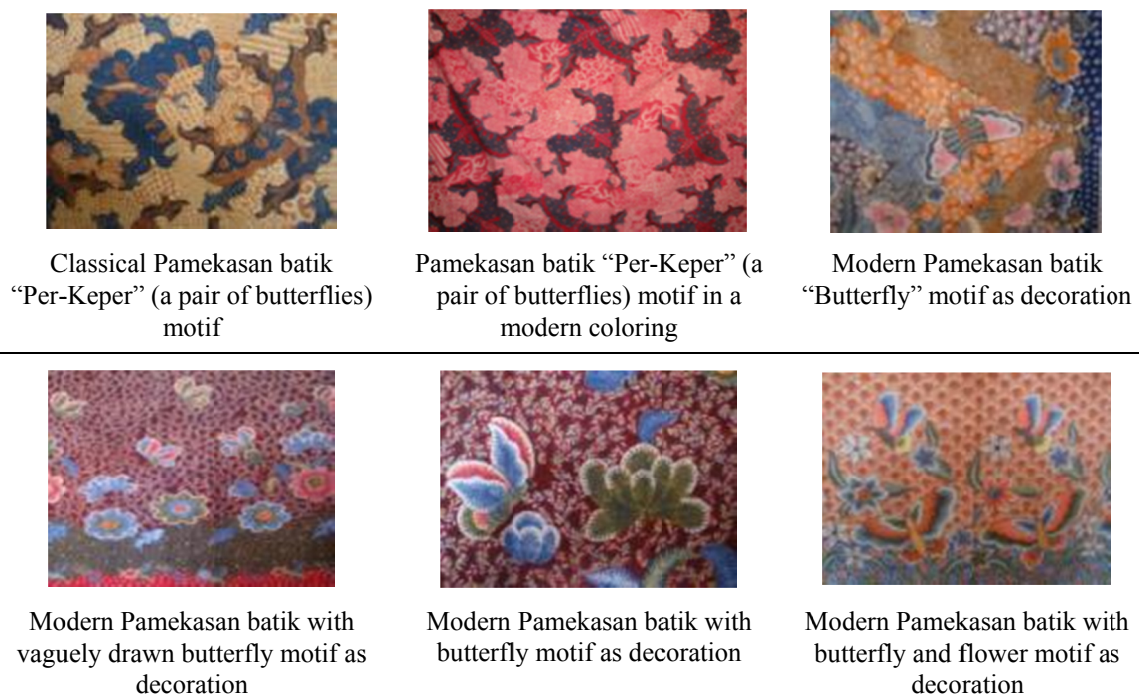 Classical Pamekasan batik
“Per-Keper” (a pair of butterflies)
motif
Pamekasan batik “Per-Keper” (a
pair of butterflies) motif in a
modern coloring
Modern Pamekasan batik
“Butterfly” motif as decoration
Modern Pamekasan batik with
vaguely drawn butterfly motif as
decoration
Modern Pamekasan batik with
butterfly motif as decoration
Modern Pamekasan batik with
butterfly and flower motif as
decoration